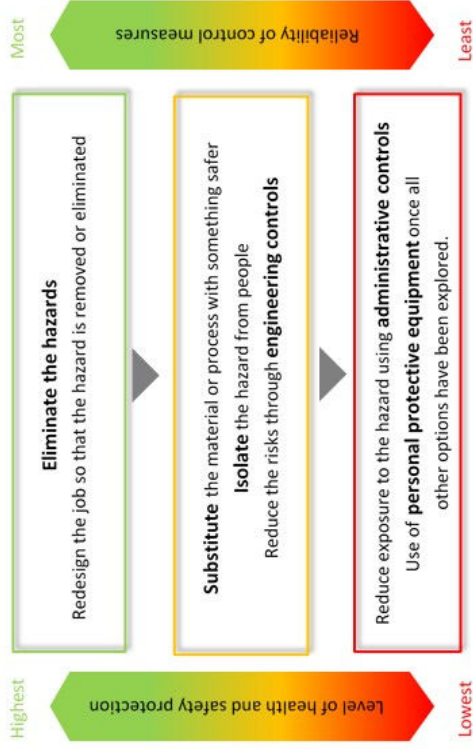 Highest
Most
Level of health and safety protection
Eliminate the hazards
Redesign the job so that the hazard is removed or eliminated
Substitute the material or process with something safer
Isolate the hazard from people
Reduce the risks through engineering controls
Reduce exposure to the hazard using administrative controls
Use of personal protective equipment once all
other options have been explored.
Reliability of control measures
Lowest
Least